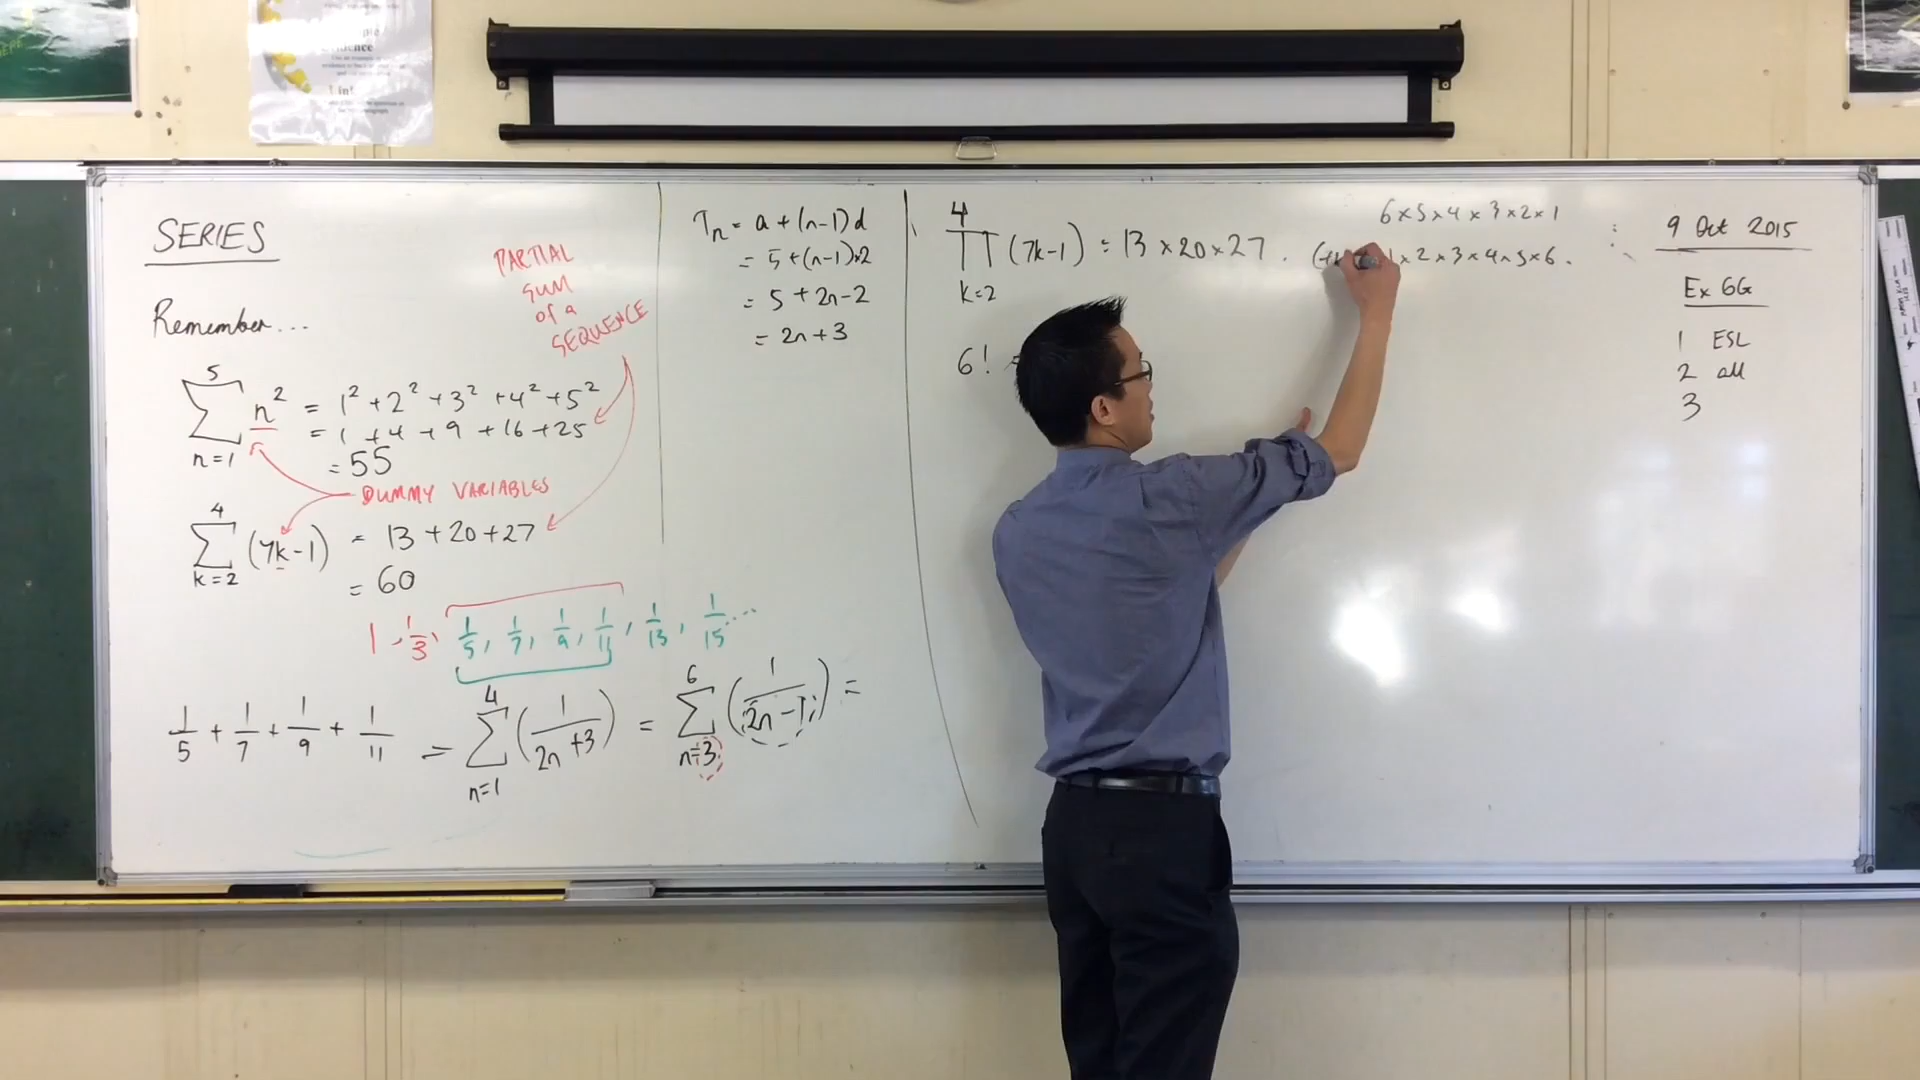 SERIES
Remember...
PARTIAL
SUM
of a
SEQUENCE
5
∑ n² = 1² + 2² + 3² + 4² + 5²
n=1
= 1 + 4 + 9 + 16 + 25
= 55
DUMMY VARIABLES
4
∑ (7k-1) = 13 + 20 + 27
k=2
= 60
1, 1/3, 1/5, 1/7, 1/9, 1/11, 1/13, 1/15 ...
1/5 + 1/7 + 1/9 + 1/11 = ∑ (1/(2n+3)) = ∑ (1/(2n-1)) =
4
n=1
6
n=3
Tn = a + (n-1)d
= 5 + (n-1)×2
= 5 + 2n - 2
= 2n + 3
4
∏ (7k-1) = 13 × 20 × 27 .
k=2
6! =
6×5×4×3×2×1
1×2×3×4×5×6.
9 Oct 2015
Ex 6G
1 ESL
2 all
3